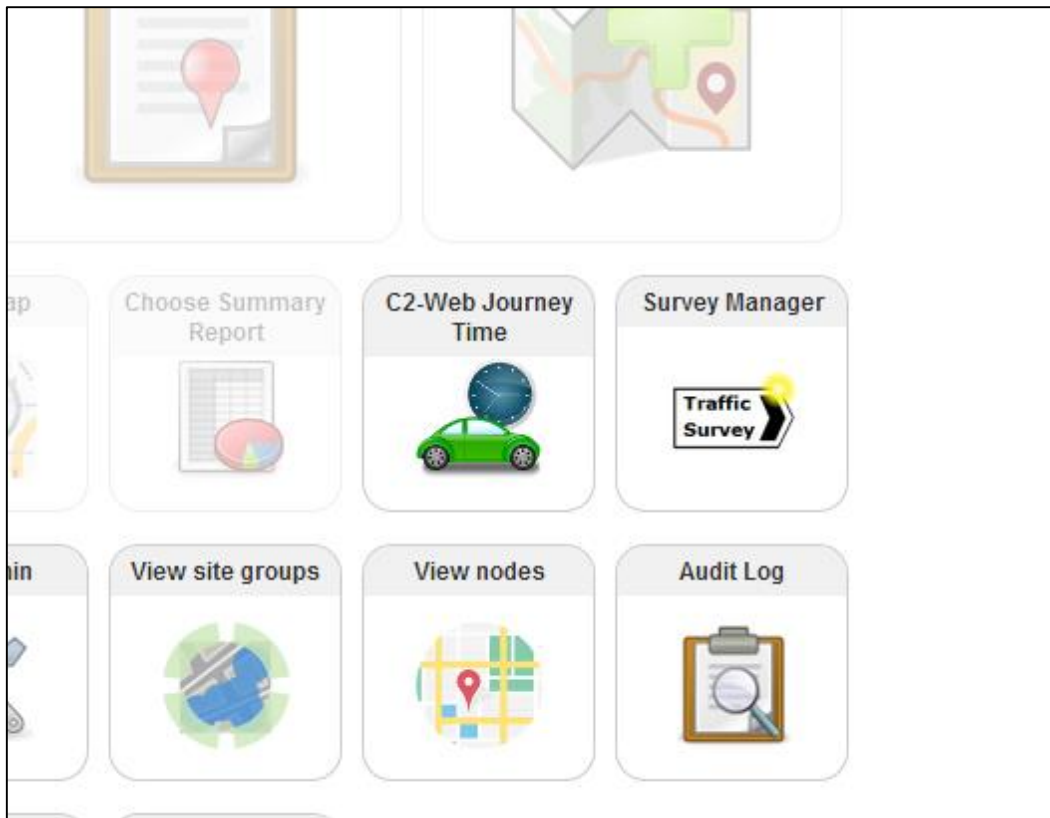 ap
Choose Summary
Report
C2-Web Journey
Time
Survey Manager
Traffic
Survey
in
View site groups
View nodes
Audit Log